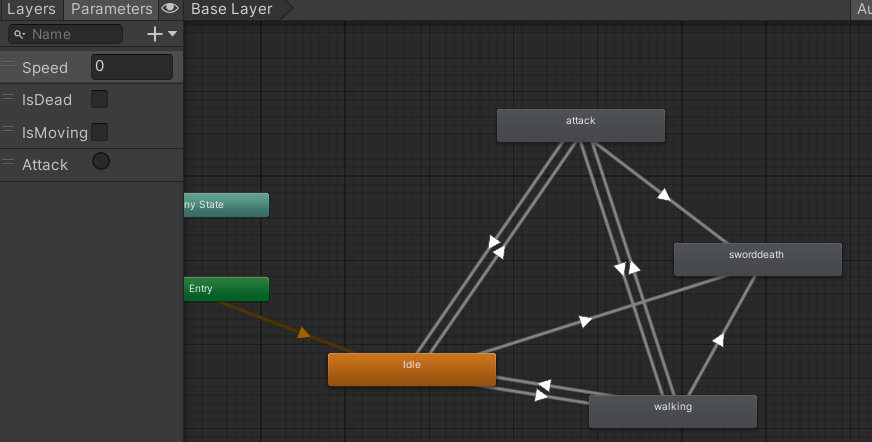 Layers Parameters Base Layer Au
Name
Speed 0
IsDead
IsMoving
Attack
ny State
Entry
Idle
attack
sworddeath
walking